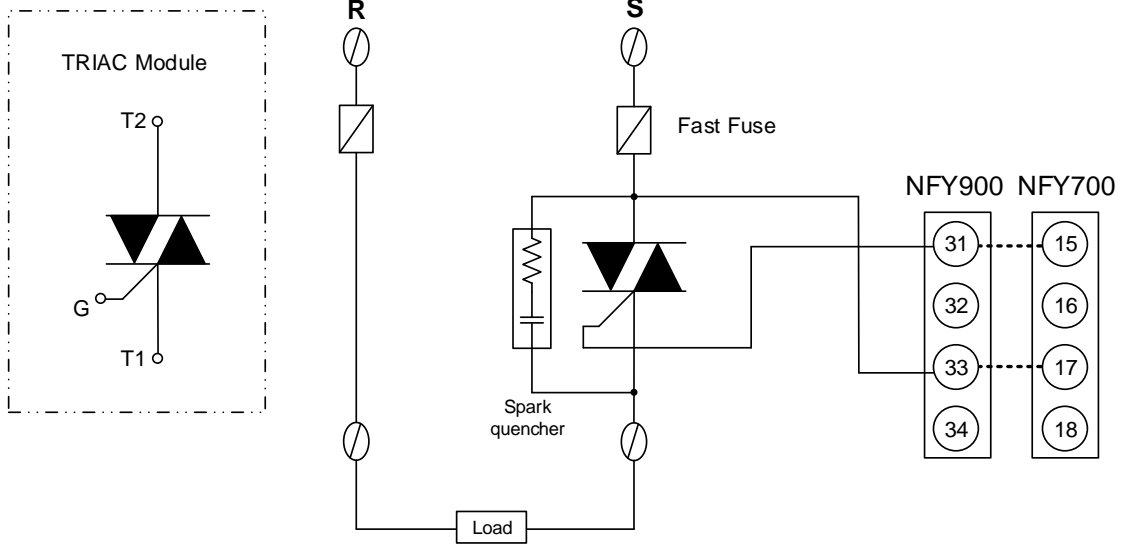 R
S
TRIAC Module
T2
Fast Fuse
NFY900 NFY700
31
15
32
16
G
33
17
T1
Spark
quencher
34
18
Load